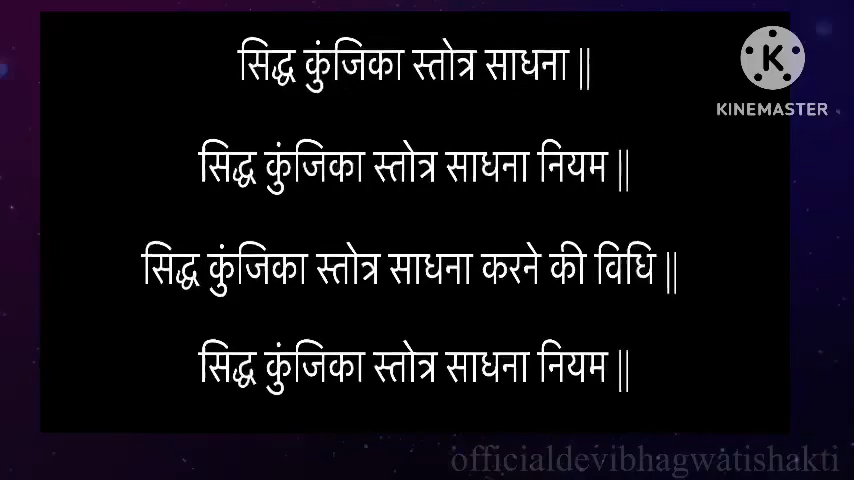 सिद्ध कुंजिका स्तोत्र साधना ||
KINEMASTER
सिद्ध कुंजिका स्तोत्र साधना नियम ||
सिद्ध कुंजिका स्तोत्र साधना करने की विधि ||
सिद्ध कुंजिका स्तोत्र साधना नियम ||
officialdevibhagwatishakti